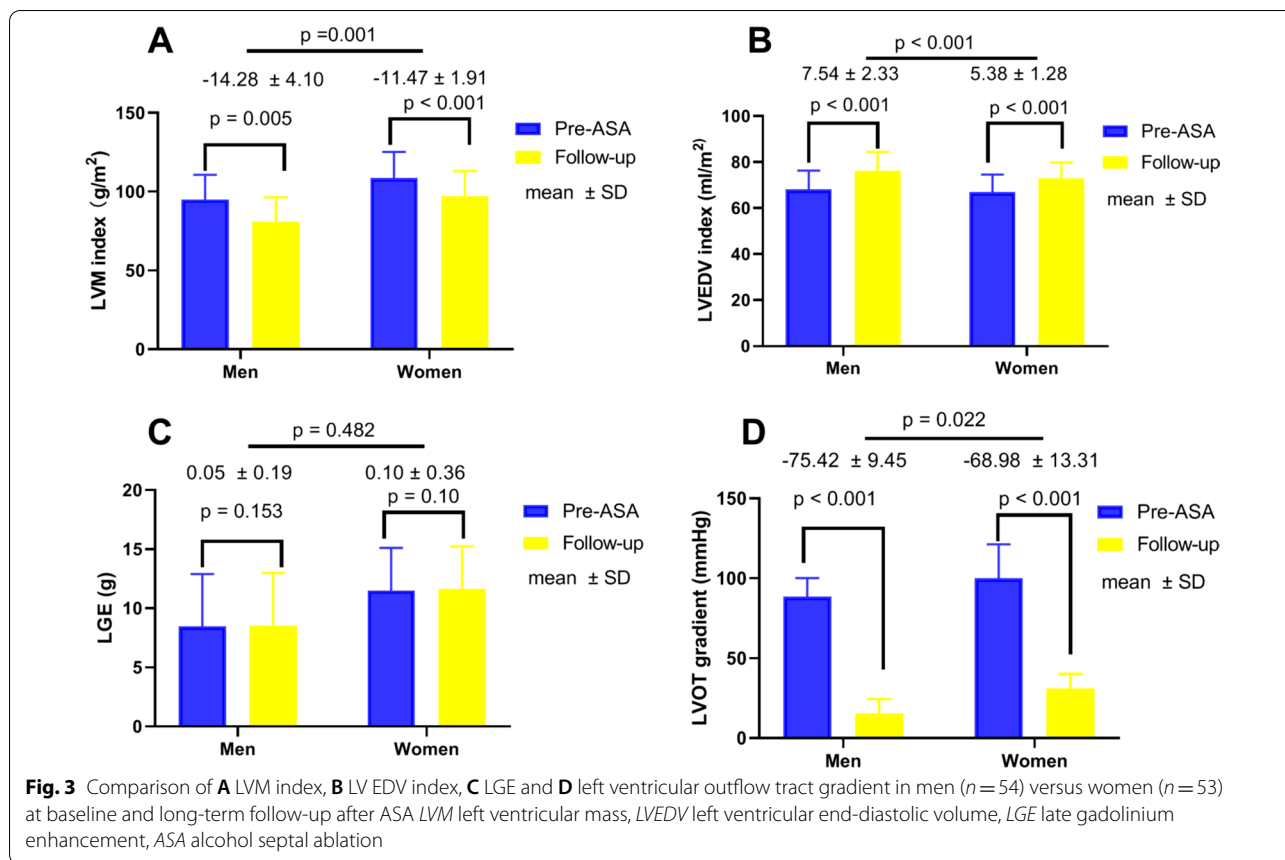 A
p =0.001
-14.28 ± 4.10
-11.47 ± 1.91
p = 0.005
p < 0.001
LVM index (g/m²)
150
100
50
0
Men
Women
Pre-ASA
Follow-up
mean ± SD
B
p < 0.001
7.54 ± 2.33
5.38 ± 1.28
p < 0.001
p < 0.001
LVEDV index (ml/m²)
100
80
60
40
20
0
Men
Women
Pre-ASA
Follow-up
mean ± SD
C
p = 0.482
0.05 ± 0.19
0.10 ± 0.36
p = 0.153
p = 0.10
LGE (g)
20
15
10
5
0
Men
Women
Pre-ASA
Follow-up
mean ± SD
D
p = 0.022
-75.42 ± 9.45
-68.98 ± 13.31
p < 0.001
p < 0.001
LVOT gradient (mmHg)
150
100
50
0
Men
Women
Pre-ASA
Follow-up
mean ± SD
Fig. 3 Comparison of A LVM index, B LV EDV index, C LGE and D left ventricular outflow tract gradient in men (n = 54) versus women (n = 53)
at baseline and long-term follow-up after ASA LVM left ventricular mass, LVEDV left ventricular end-diastolic volume, LGE late gadolinium
enhancement, ASA alcohol septal ablation